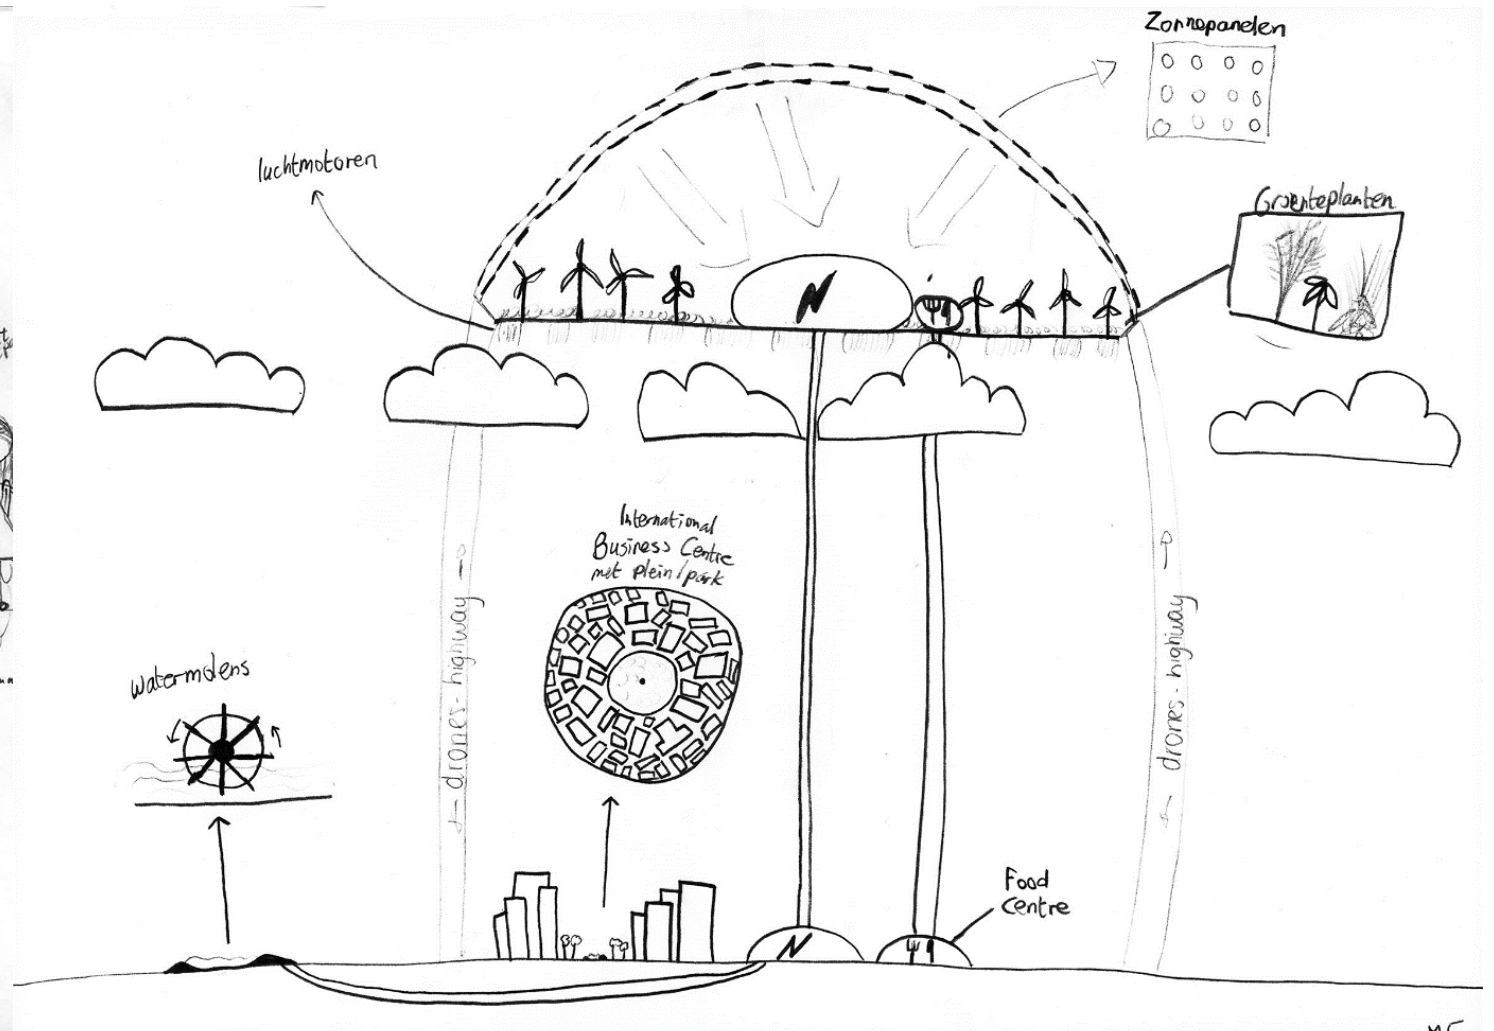 Zonnepanelen
luchtmotoren
Groenteplanten
International
Business Centre
met plein/park
drones-highway
drones-highway
watermolens
Food
Centre